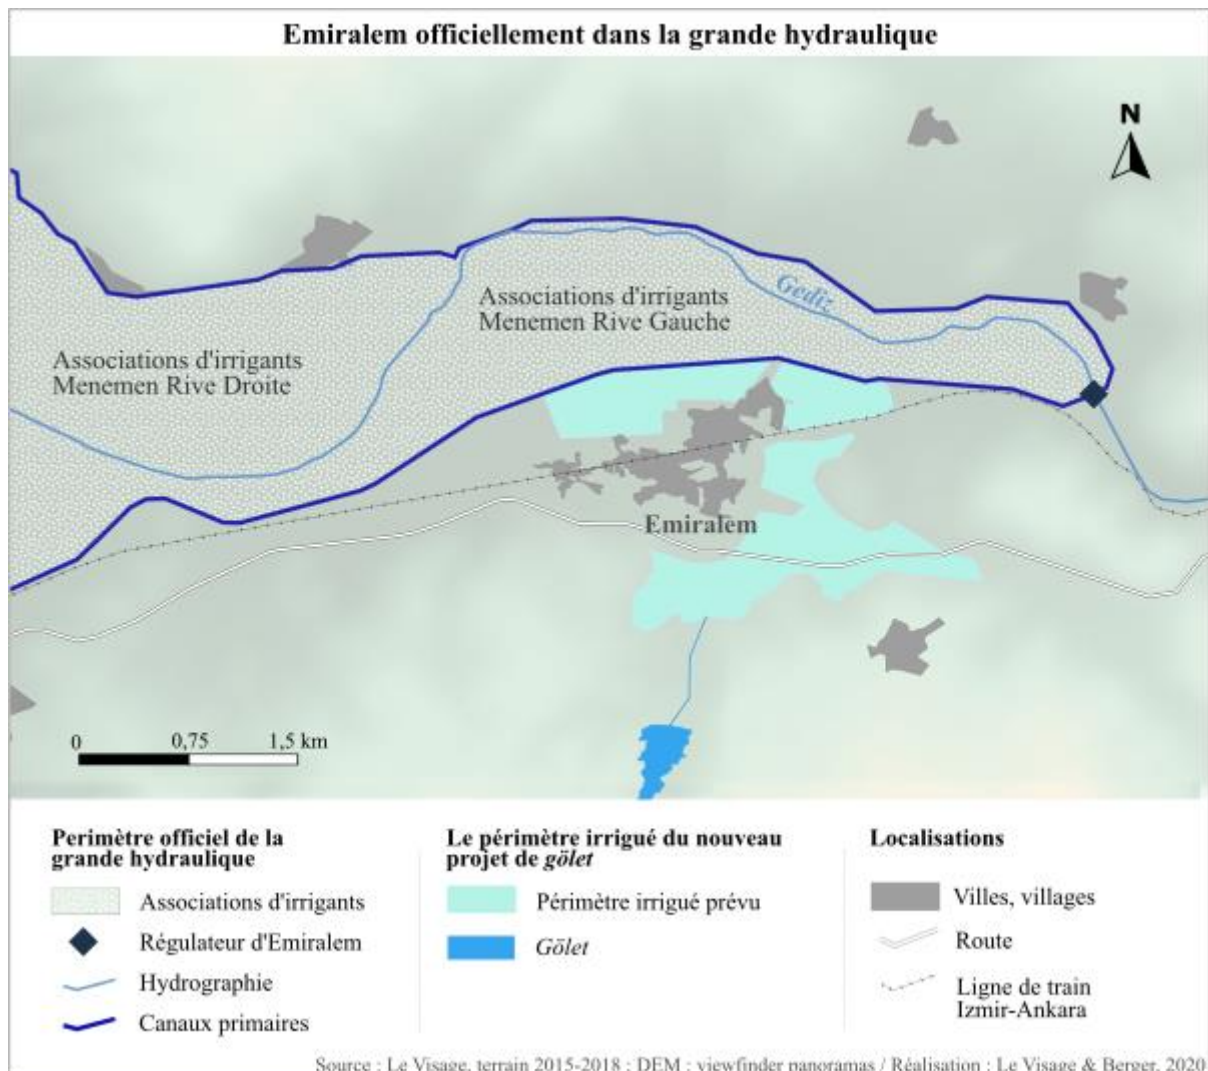 Emiralem officiellement dans la grande hydraulique
N
Gediz
Associations d'irrigants
Menemen Rive Gauche
Associations d'irrigants
Menemen Rive Droite
Emiralem
0 0,75 1,5 km
Perimètre officiel de la
grande hydraulique
Associations d'irrigants
Régulateur d'Emiralem
Hydrographie
Canaux primaires
Le périmètre irrigué du nouveau
projet de gölet
Périmètre irrigué prévu
Gölet
Localisations
Villes, villages
Route
Ligne de train
Izmir-Ankara
Source : Le Visage, terrain 2015-2018 ; DEM : viewfinder panoramas / Réalisation : Le Visage & Berger, 2020